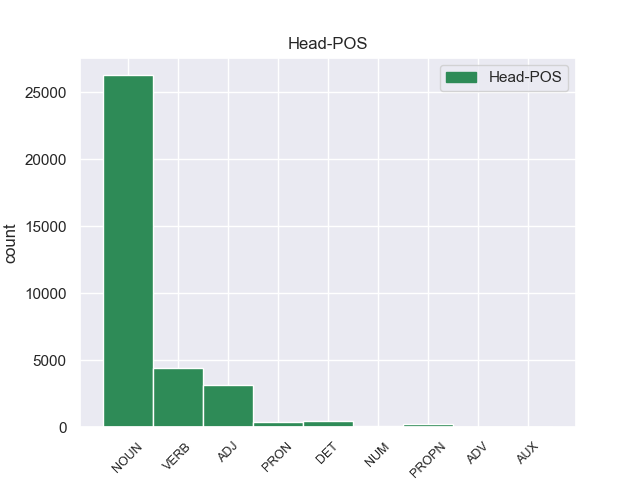 Head-POS
Head-POS
count
25000
20000
15000
10000
5000
0
NOUN
VERB
ADJ
PRON
DET
NUM
PROPN
ADV
AUX